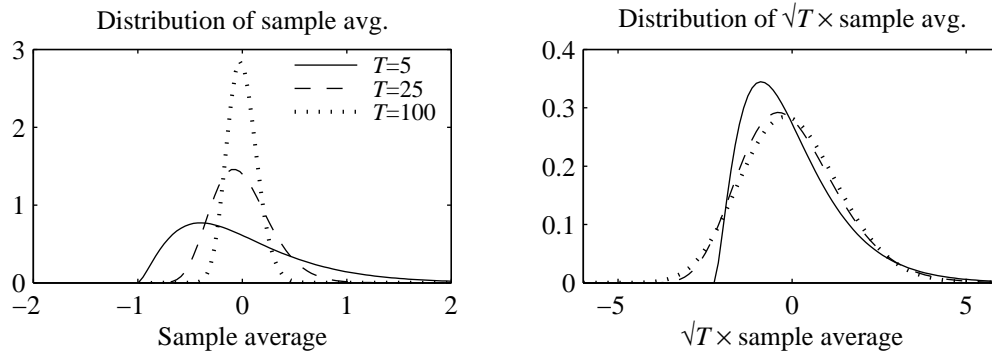 Distribution of sample avg.
3
2
1
0
−2
−1
0
1
2
Sample average
T=5
T=25
T=100
Distribution of √T × sample avg.
0.4
0.3
0.2
0.1
0
−5
0
5
√T × sample average